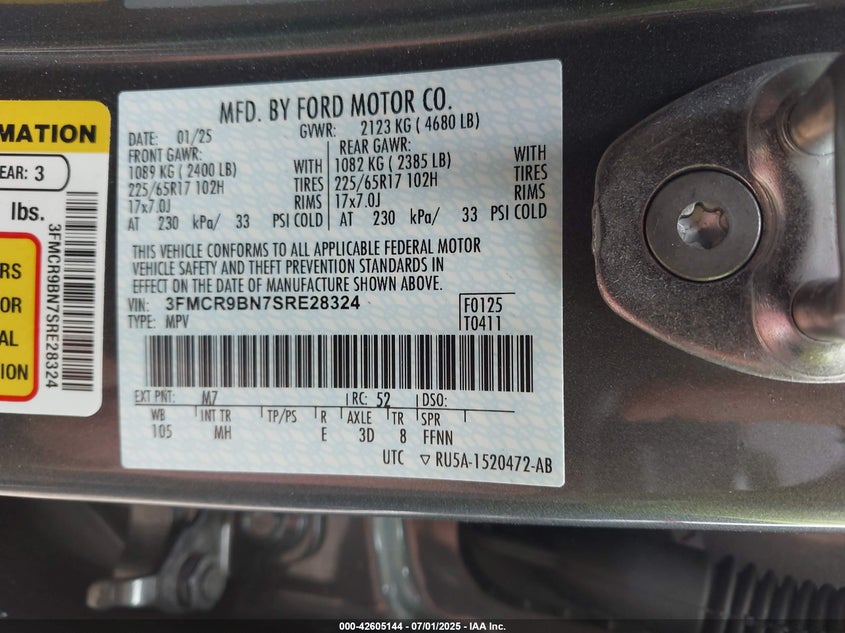 MATION
EAR: 3
lbs.
RS
OR
AL
ION
3FMCR9BN7SRE28324
MFD. BY FORD MOTOR CO.
DATE: 01/25 GVWR: 2123 KG ( 4680 LB)
FRONT GAWR: REAR GAWR:
1089 KG ( 2400 LB) WITH 1082 KG ( 2385 LB) WITH
225/65R17 102H TIRES 225/65R17 102H TIRES
17x7.0J RIMS 17x7.0J RIMS
AT 230 kPa/ 33 PSI COLD AT 230 kPa/ 33 PSI COLD
THIS VEHICLE CONFORMS TO ALL APPLICABLE FEDERAL MOTOR
VEHICLE SAFETY AND THEFT PREVENTION STANDARDS IN
EFFECT ON THE DATE OF MANUFACTURE SHOWN ABOVE.
VIN: 3FMCR9BN7SRE28324 F0125
TYPE: MPV T0411
EXT PNT: M7 RC: 52 DSO:
WB INT TR TP/PS R AXLE TR SPR
105 MH E 3D 8 FFNN
UTC ▽ RU5A-1520472-AB
000-42605144 - 07/01/2025 - IAA Inc.